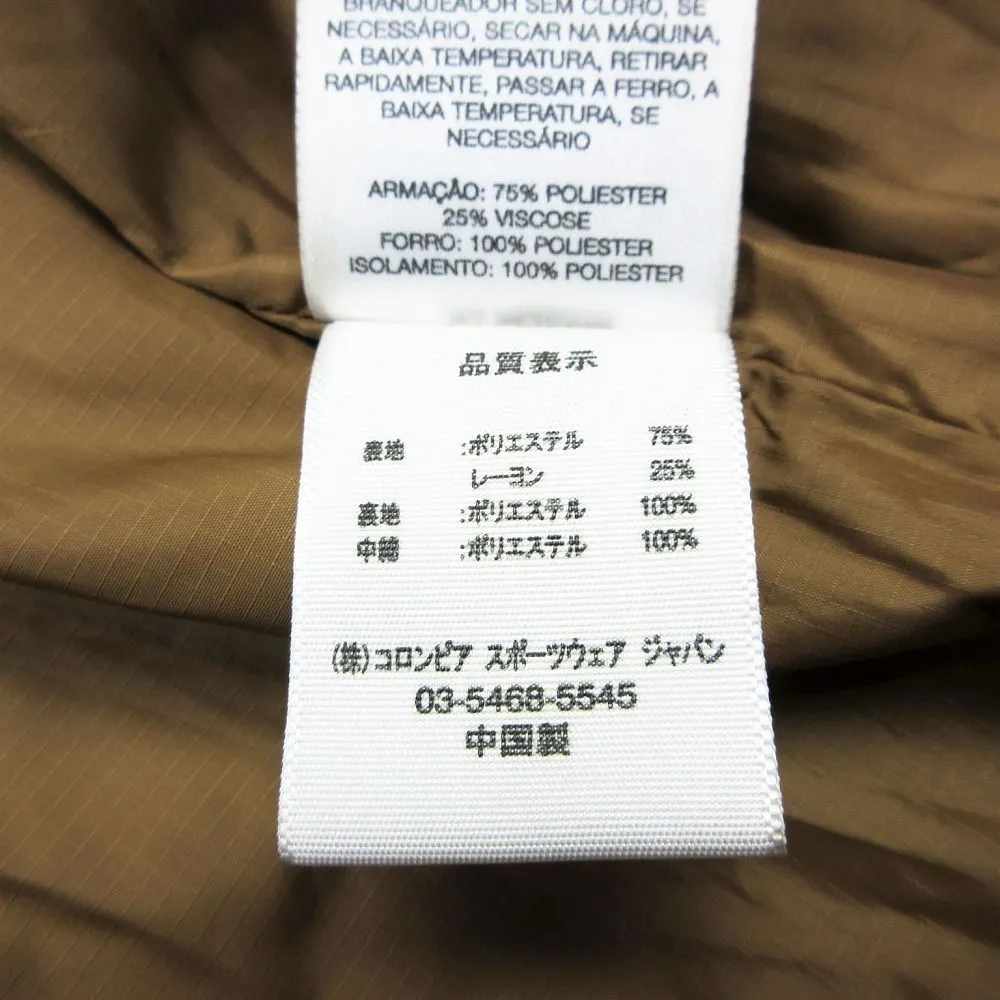 BRANQUEADOR SEM CLORO, SE
NECESSÁRIO, SECAR NA MÁQUINA,
A BAIXA TEMPERATURA, RETIRAR
RAPIDAMENTE, PASSAR A FERRO, A
BAIXA TEMPERATURA, SE
NECESSÁRIO
ARMAÇÃO: 75% POLIESTER
25% VISCOSE
FORRO: 100% POLIESTER
ISOLAMENTO: 100% POLIESTER
品質表示
表地 :ポリエステル 75%
レーヨン 25%
裏地 :ポリエステル 100%
中綿 :ポリエステル 100%
(株)コロンビア スポーツウェア ジャパン
03-5468-5545
中国製